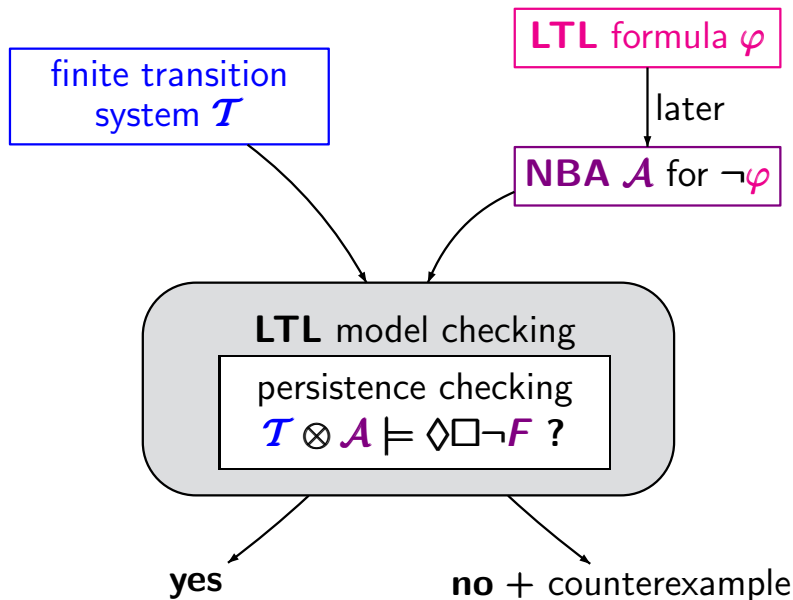 LTL formula φ
finite transition
system 𝒯
later
NBA 𝒜 for ¬φ
LTL model checking
persistence checking
𝒯 ⊗ 𝒜 ⊨ ◊□¬F ?
yes
no + counterexample